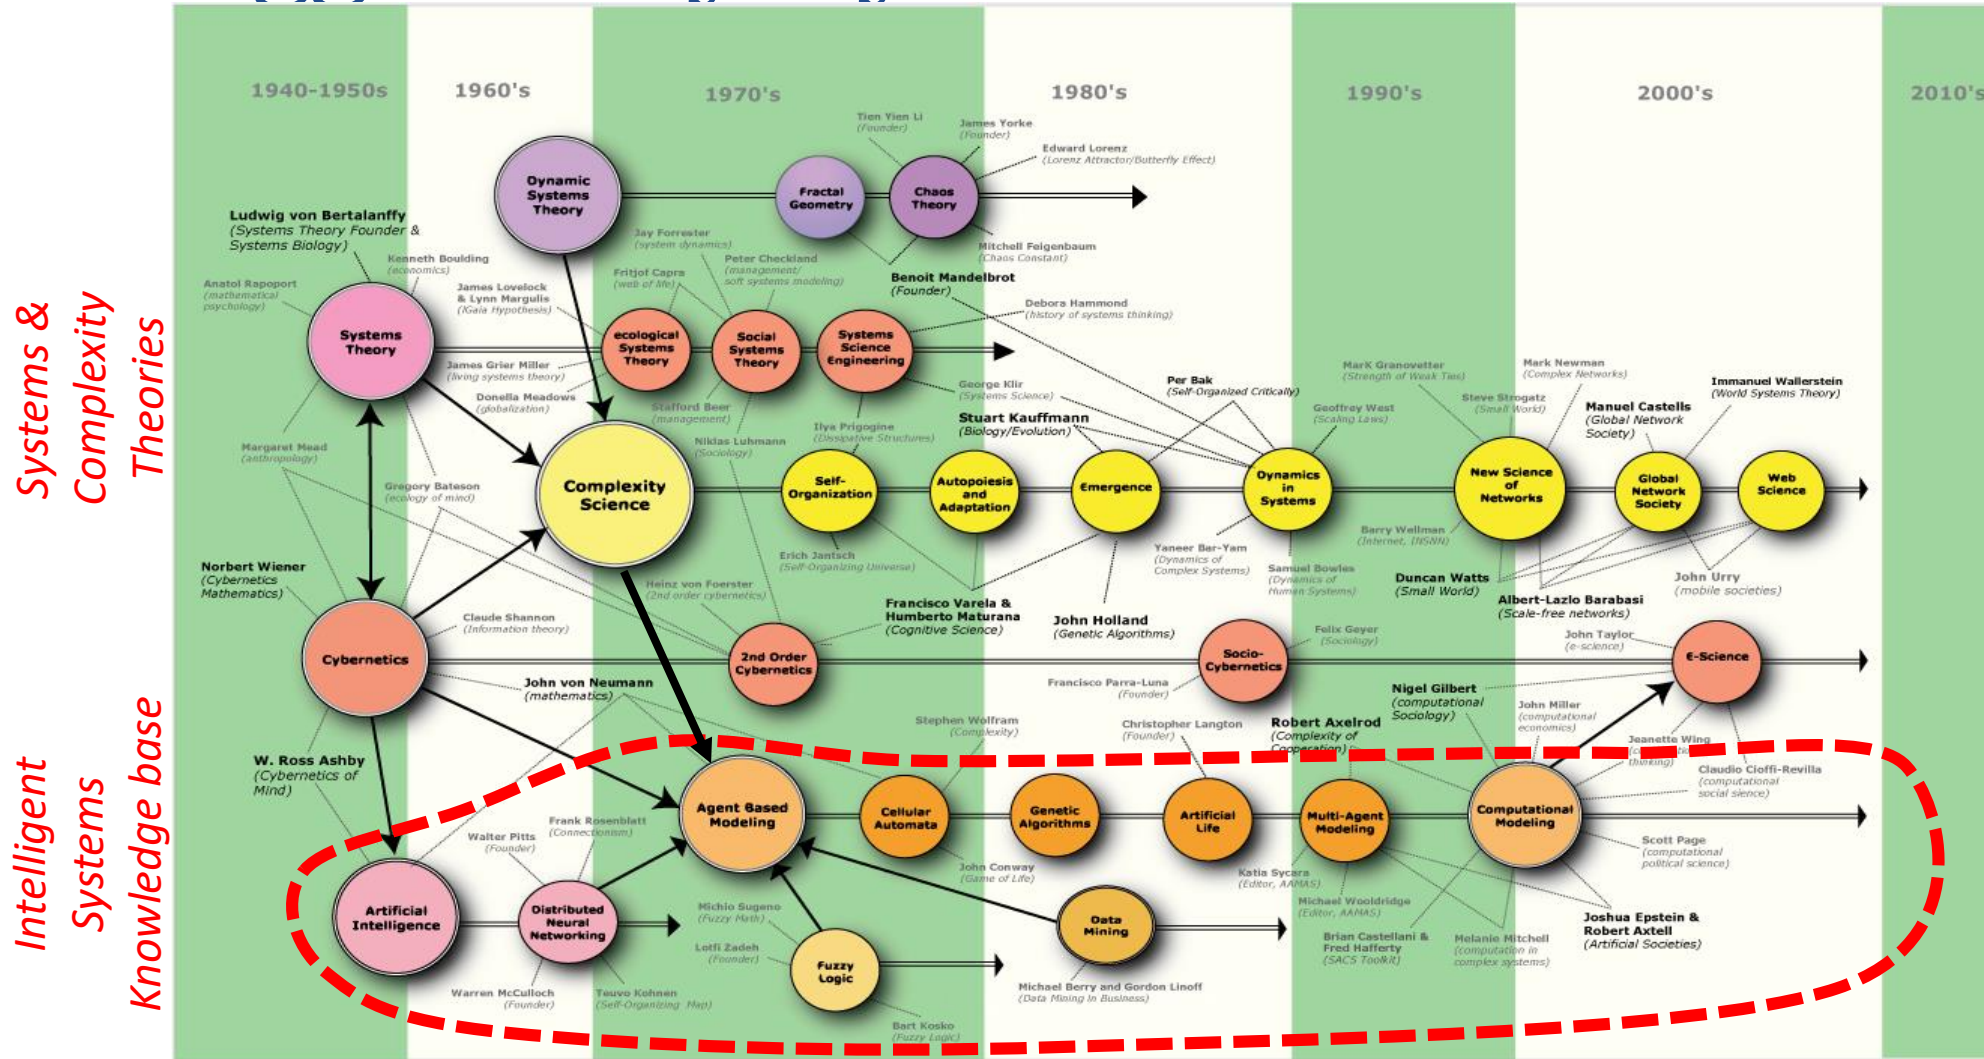 1940-1950s
1960's
1970's
1980's
1990's
2000's
2010's
Systems &
Complexity
Theories
Intelligent
Systems
Knowledge base
Tien Yien Li
(Founder)
James Yorke
(Founder)
Edward Lorenz
(Lorenz Attractor/Butterfly Effect)
Dynamic
Systems
Theory
Fractal
Geometry
Chaos
Theory
Mitchell Feigenbaum
(Chaos Constant)
Benoit Mandelbrot
(Founder)
Ludwig von Bertalanffy
(Systems Theory Founder &
Systems Biology)
Kenneth Boulding
(economics)
Anatol Rapoport
(mathematical
psychology)
Jay Forrester
(system dynamics)
Fritjof Capra
(web of life)
Peter Checkland
(management/
soft systems modeling)
James Lovelock
& Lynn Margulis
(IGaia Hypothesis)
Debora Hammond
(history of systems thinking)
Systems
Theory
ecological
Systems
Theory
Social
Systems
Theory
Systems
Science
Engineering
James Grier Miller
(living systems theory)
Donella Meadows
(globalization)
Stafford Beer
(management)
Niklas Luhmann
(Sociology)
Ilya Prigogine
(Dissipative Structures)
George Klir
(Systems Science)
Stuart Kauffmann
(Biology/Evolution)
Per Bak
(Self-Organized Critically)
Geoffrey West
(Scaling Laws)
MarK Granovetter
(Strength of Weak Ties)
Steve Strogatz
(Small World)
Mark Newman
(Complex Networks)
Manuel Castells
(Global Network
Society)
Immanuel Wallerstein
(World Systems Theory)
Margaret Mead
(anthropology)
Gregory Bateson
(ecology of mind)
Complexity
Science
Self-
Organization
Autopoiesis
and
Adaptation
Emergence
Dynamics
in
Systems
New Science
of
Networks
Global
Network
Society
Web
Science
Erich Jantsch
(Self-Organizing Universe)
Yaneer Bar-Yam
(Dynamics of
Complex Systems)
Samuel Bowles
(Dynamics of
Human Systems)
Barry Wellman
(Internet, INSNN)
Duncan Watts
(Small World)
Albert-Lazlo Barabasi
(Scale-free networks)
John Urry
(mobile societies)
Norbert Wiener
(Cybernetics
Mathematics)
Claude Shannon
(Information theory)
Heinz von Foerster
(2nd order cybernetics)
Francisco Varela &
Humberto Maturana
(Cognitive Science)
John Holland
(Genetic Algorithms)
Felix Geyer
(Sociology)
John Taylor
(e-science)
Cybernetics
2nd Order
Cybernetics
Socio-
Cybernetics
E-Science
John von Neumann
(mathematics)
Francisco Parra-Luna
(Founder)
Nigel Gilbert
(computational
Sociology)
John Miller
(computational
economics)
Stephen Wolfram
(Complexity)
Christopher Langton
(Founder)
Robert Axelrod
(Complexity of
Cooperation)
Jeanette Wing
thinking)
Claudio Cioffi-Revilla
(computational
social sience)
W. Ross Ashby
(Cybernetics of
Mind)
Agent Based
Modeling
Cellular
Automata
Genetic
Algorithms
Artificial
Life
Multi-Agent
Modeling
Computational
Modeling
Walter Pitts
(Founder)
Frank Rosenblatt
(Connectionism)
John Conway
(Game of Life)
Katia Sycara
(Editor, AAMAS)
Michael Wooldridge
(Editor, AAMAS)
Scott Page
(computational
political science)
Artificial
Intelligence
Distributed
Neural
Networking
Michio Sugeno
(Fuzzy Math)
Lotfi Zadeh
(Founder)
Fuzzy
Logic
Data
Mining
Brian Castellani &
Fred Hafferty
(SACS Toolkit)
Melanie Mitchell
(computation in
complex systems)
Joshua Epstein &
Robert Axtell
(Artificial Societies)
Warren McCulloch
(Founder)
Teuvo Kohnen
(Self-Organizing Map)
Michael Berry and Gordon Linoff
(Data Mining in Business)
Bart Kosko
(Fuzzy Logic)